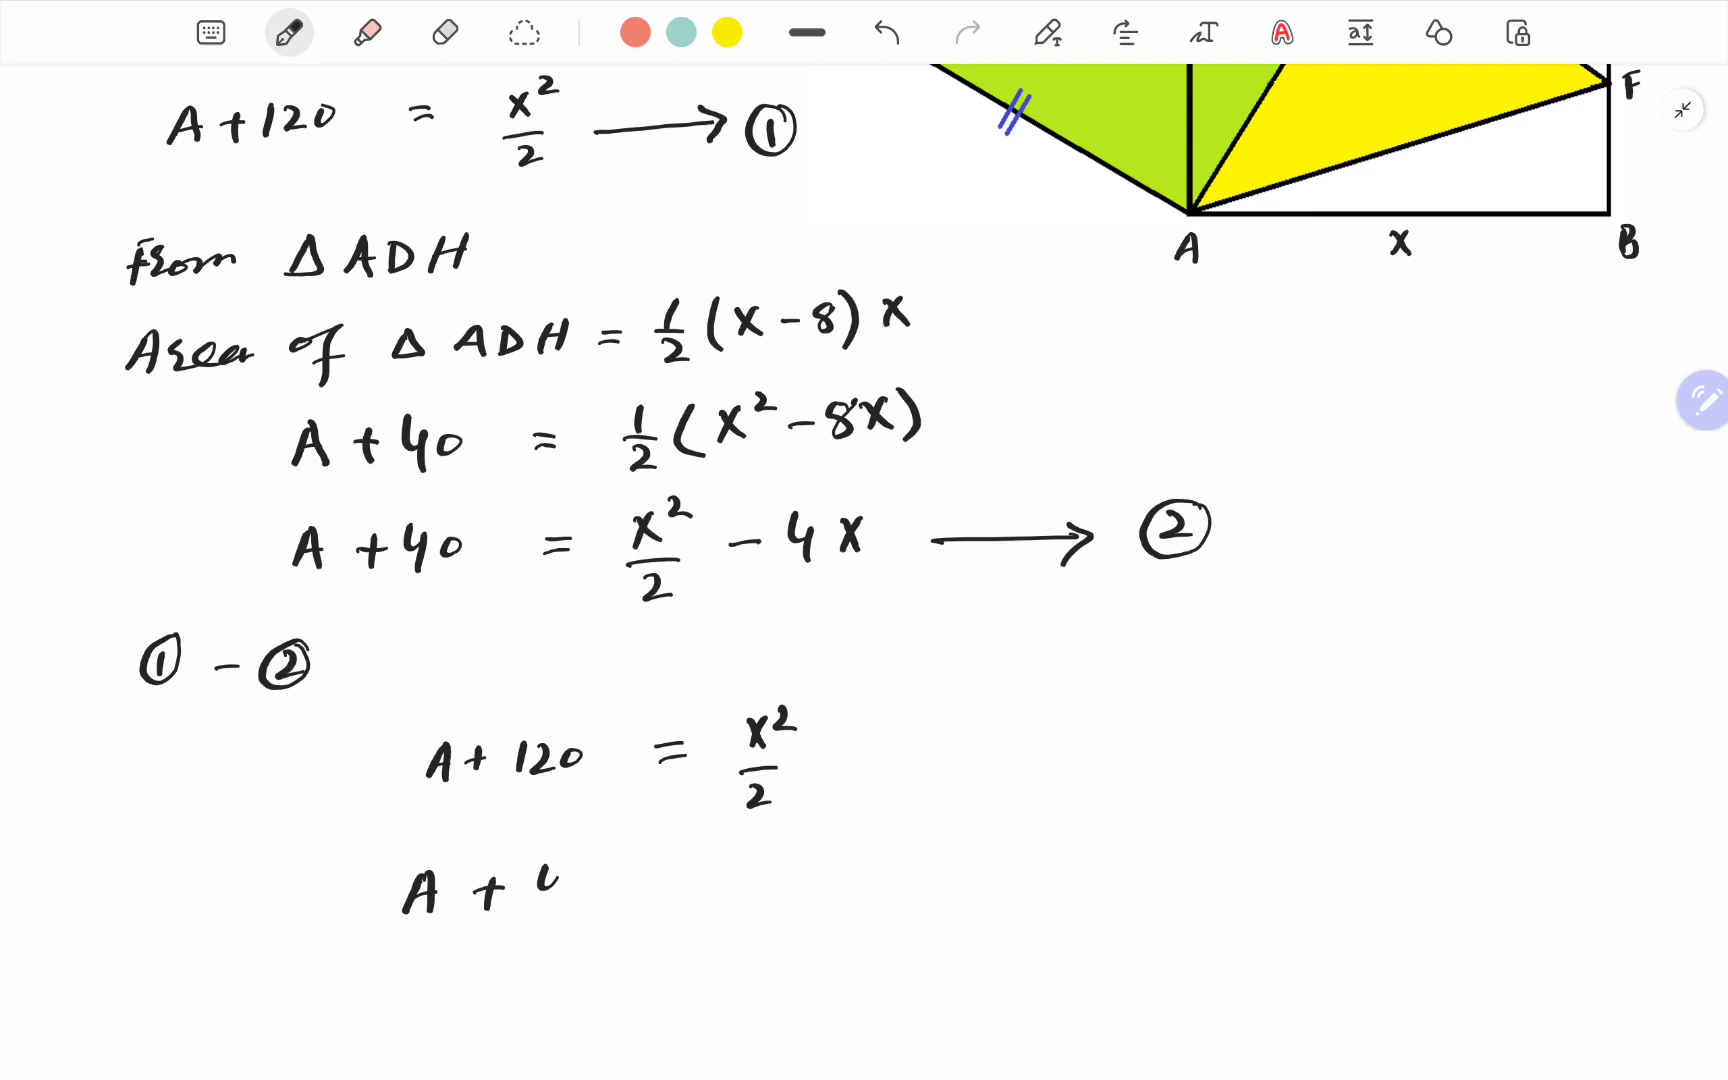 A + 120 = x²/2 → ①
F
A x B
From Δ ADH
Area of Δ ADH = 1/2 (x - 8) x
A + 40 = 1/2 (x² - 8x)
A + 40 = x²/2 - 4x → ②
① - ②
A + 120 = x²/2
A +